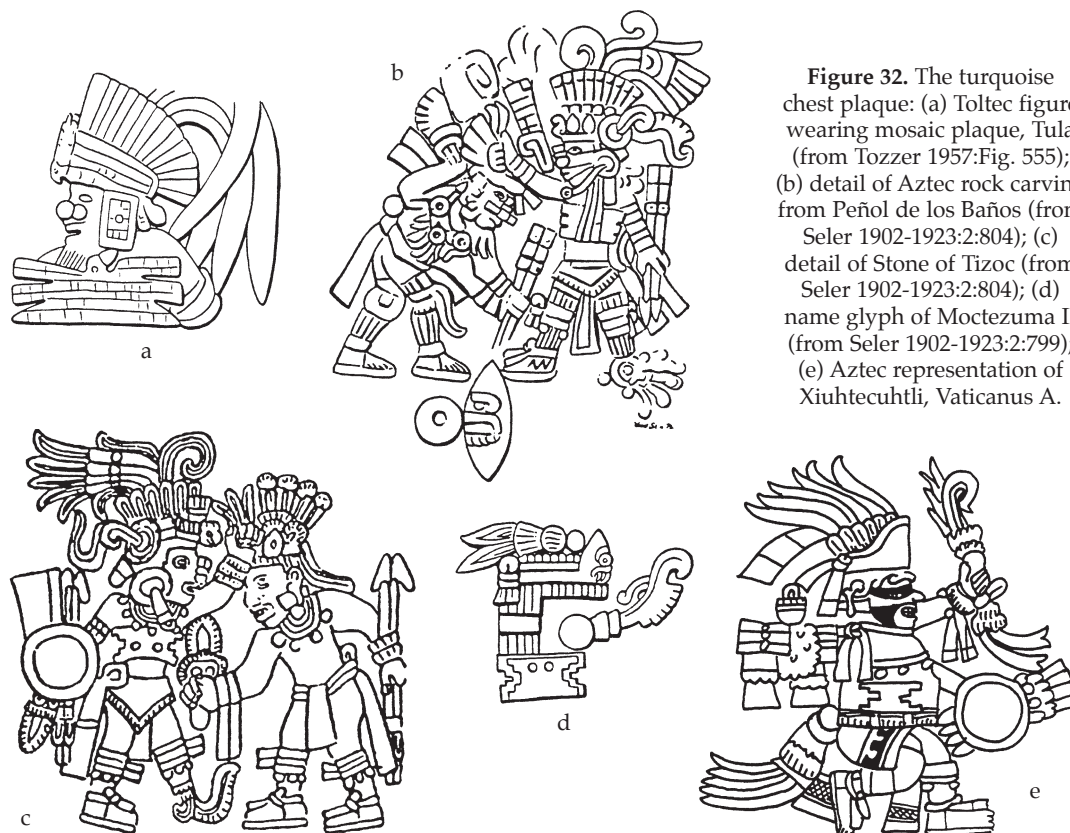 b
Figure 32. The turquoise
chest plaque: (a) Toltec figure
wearing mosaic plaque, Tula
(from Tozzer 1957:Fig. 555);
(b) detail of Aztec rock carvin
from Peñol de los Baños (from
Seler 1902-1923:2:804); (c)
detail of Stone of Tizoc (from
Seler 1902-1923:2:804); (d)
name glyph of Moctezuma I
(from Seler 1902-1923:2:799);
(e) Aztec representation of
Xiuhtecuhtli, Vaticanus A.
a
c
d
e